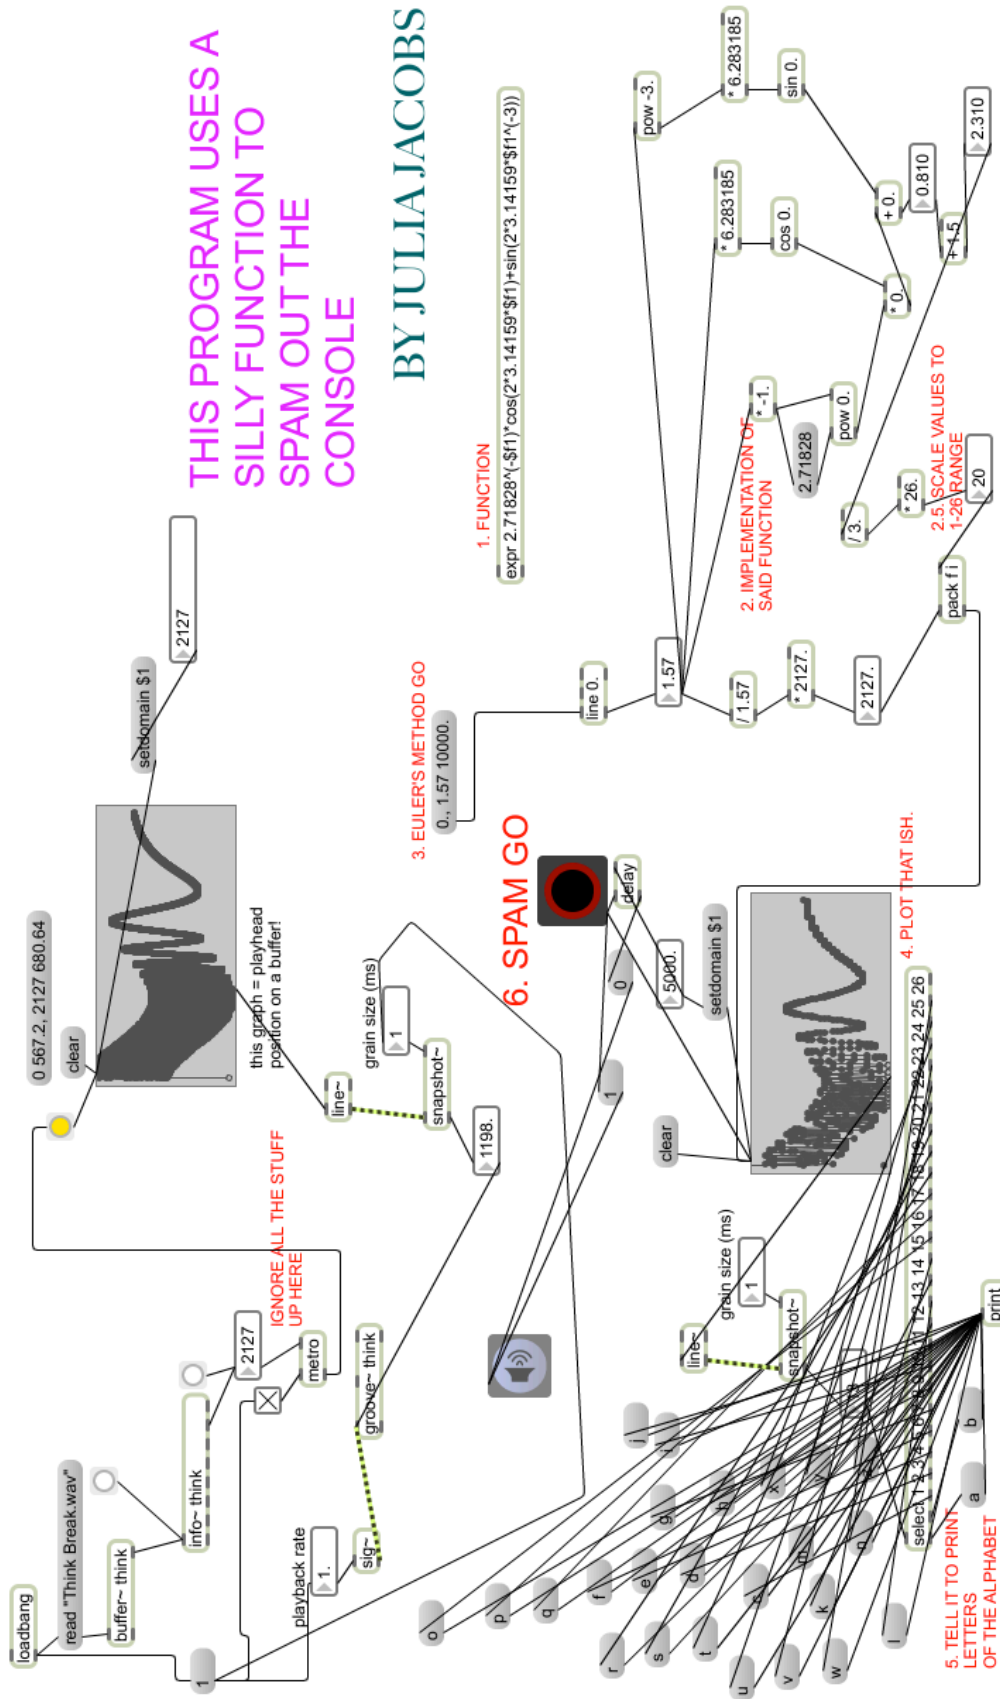 loadbang
read "Think Break.wav"
buffer~ think
info~ think
2127
metro
IGNORE ALL THE STUFF
UP HERE
1
playback rate
1.
sig~
groove~ think
0 567.2, 2127 680.64
clear
setdomain $1
2127
this graph = playhead
position on a buffer!
line~
grain size (ms)
1
snapshot~
1198.
THIS PROGRAM USES A
SILLY FUNCTION TO
SPAM OUT THE
CONSOLE
BY JULIA JACOBS
1. FUNCTION
expr 2.71828^(-$f1)*cos(2*3.14159*$f1)+sin(2*3.14159*$f1^(-3))
3. EULER'S METHOD GO
0., 1.57 10000.
line 0.
1.57
/ 1.57
* 2127.
2127.
pack f i
2. IMPLEMENTATION OF
SAID FUNCTION
* -1.
2.71828
pow 0.
pow -3.
* 6.283185
sin 0.
* 6.283185
cos 0.
* 0.
+ 0.
0.810
+ 1.5
2.310
/ 3.
* 26.
2.5. SCALE VALUES TO
1-26 RANGE
20
6. SPAM GO
delay
0
1
5000.
setdomain $1
clear
4. PLOT THAT ISH.
line~
grain size (ms)
1
snapshot~
select 1 2 3 4 5 6 7 8 9 10 11 12 13 14 15 16 17 18 19 20 21 22 23 24 25 26
o
p
q
f
e
d
r
s
t
c
u
v
w
j
i
g
h
x
y
z
m
n
k
l
a
b
print
5. TELL IT TO PRINT
LETTERS
OF THE ALPHABET